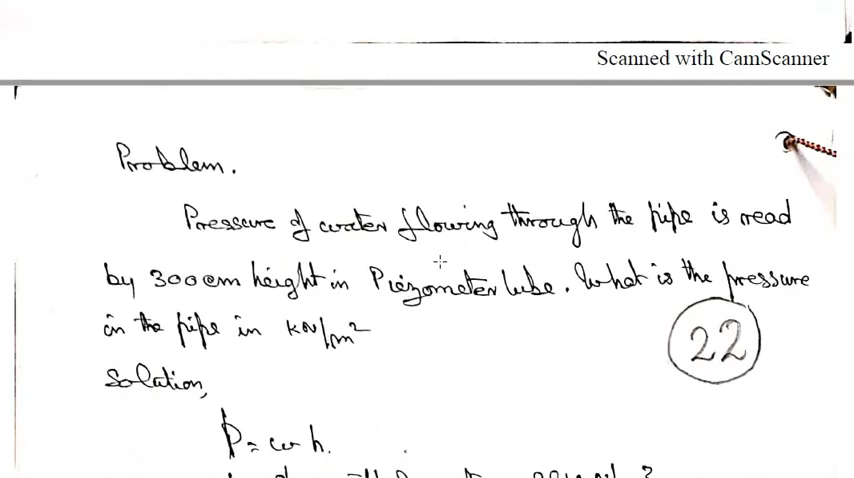 Scanned with CamScanner
Problem.
Pressure of water flowing through the pipe is read
by 300cm height in Piezometer tube. What is the pressure
in the pipe in KN/m²
22
Solution,
P = w h.